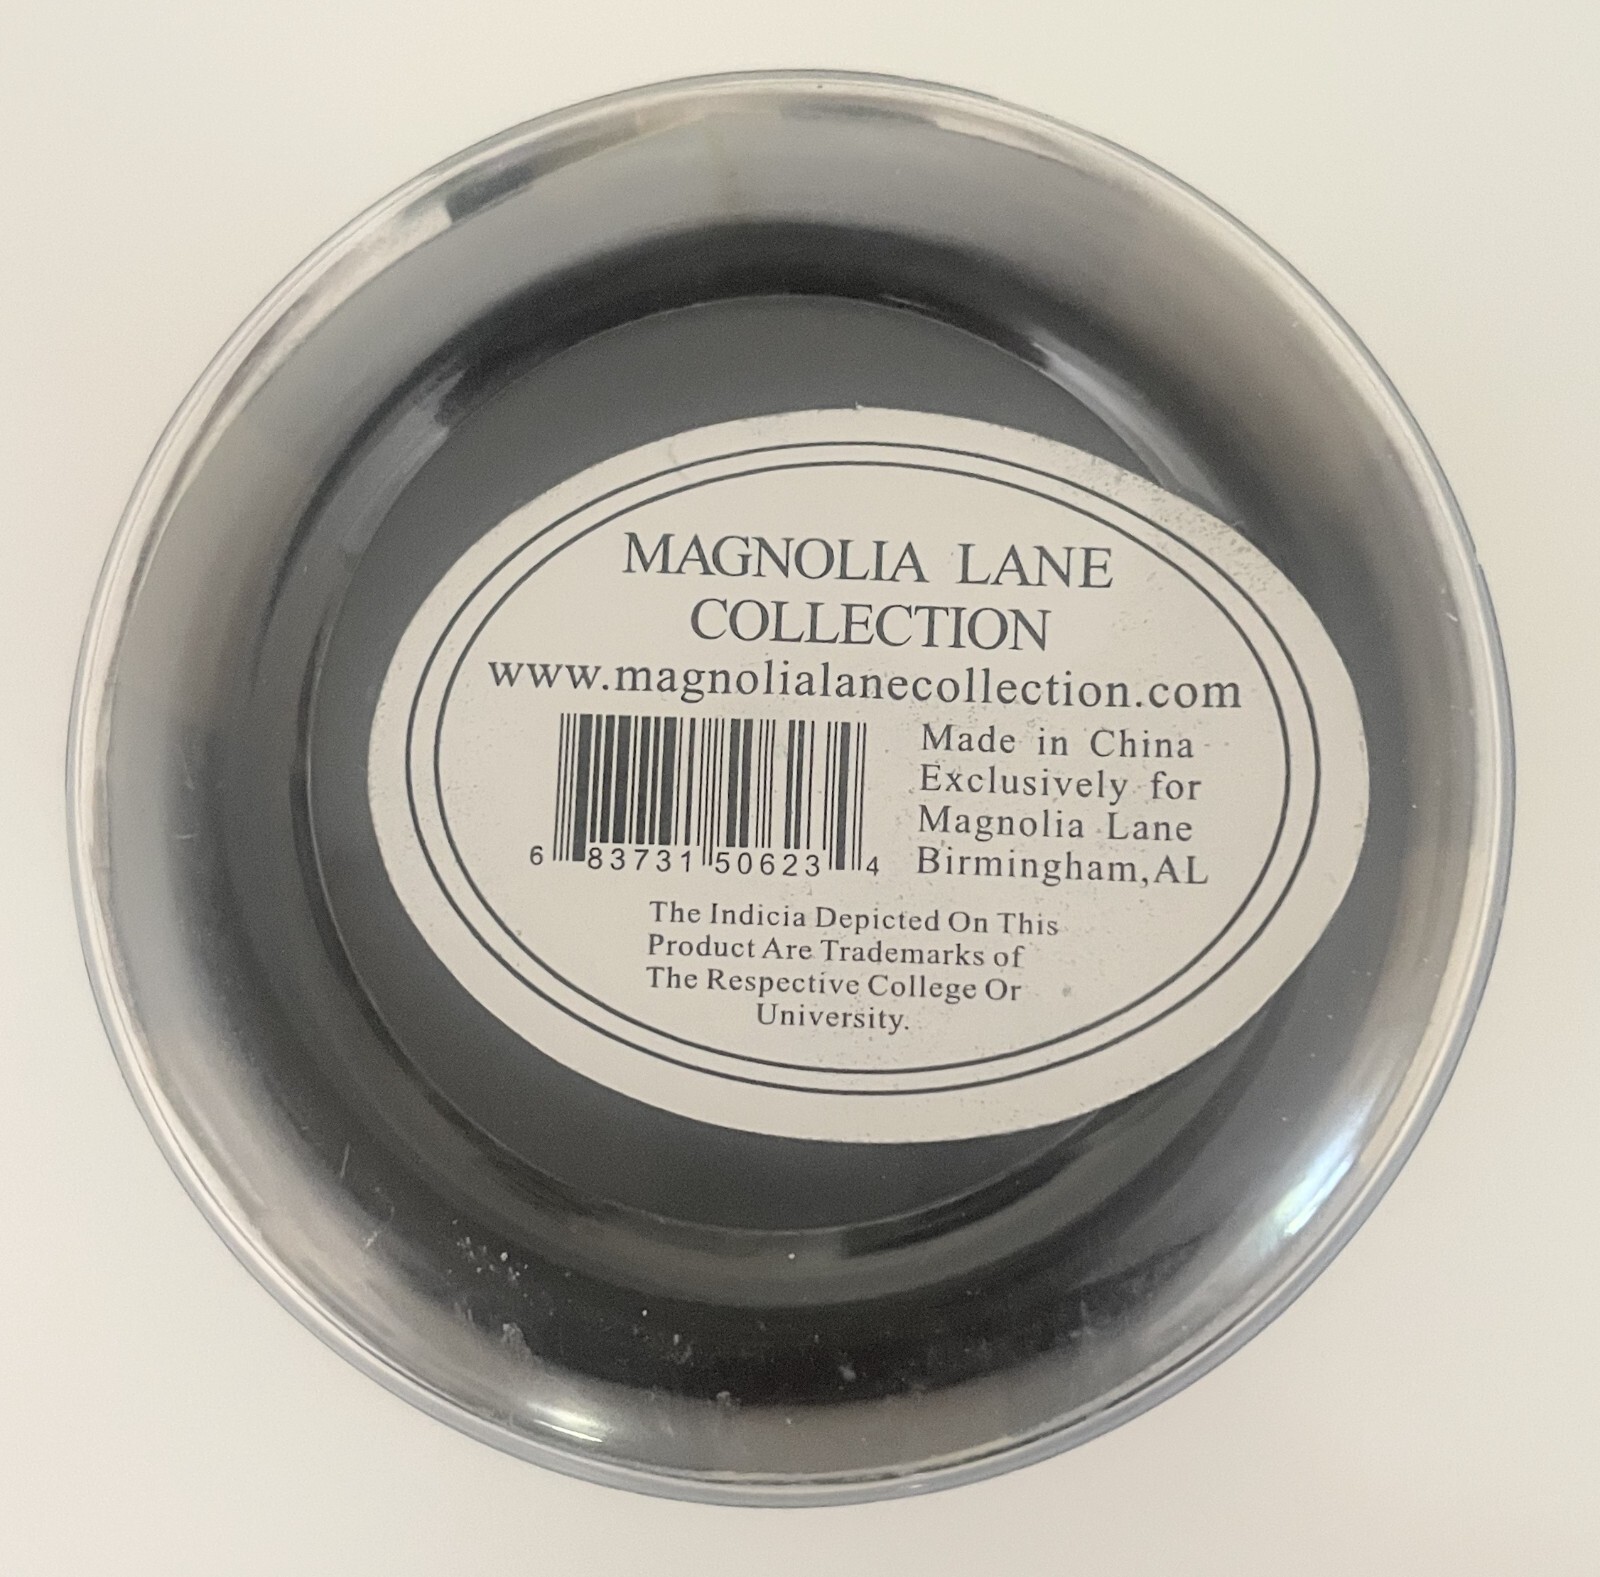 MAGNOLIA LANE
COLLECTION
www.magnolialanecollection.com
Made in China
Exclusively for
Magnolia Lane
Birmingham,AL
6 83731 50623 4
The Indicia Depicted On This
Product Are Trademarks of
The Respective College Or
University.